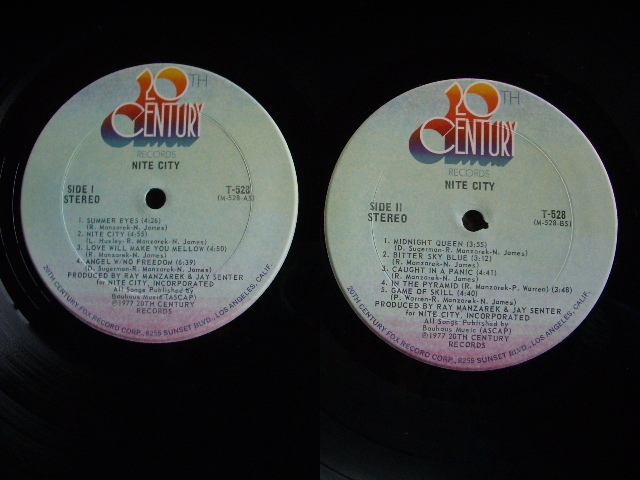 20TH
CENTURY
RECORDS
NITE CITY
SIDE I
STEREO
T-528
(M-528-AS)
1. SUMMER EYES (4:26)
(R. Manzarek-N. James)
2. NITE CITY (4:55)
(L. Huxley-R. Manzarek-N. James)
3. LOVE WILL MAKE YOU MELLOW (4:50)
(R. Manzarek-N. James)
4. ANGEL W/NO FREEDOM (6:39)
(D. Sugerman-R. Manzarek-N. James)
PRODUCED BY RAY MANZAREK & JAY SENTER
for NITE CITY, INCORPORATED
All Songs Published by
Bauhaus Music (ASCAP)
©1977 20TH CENTURY
RECORDS
20TH CENTURY FOX RECORD CORP., 8255 SUNSET BLVD., LOS ANGELES, CALIF.
20TH
CENTURY
RECORDS
NITE CITY
SIDE II
STEREO
T-528
(M-528-BS)
1. MIDNIGHT QUEEN (3:55)
(D. Sugerman-R. Manzarek-N. James)
2. BITTER SKY BLUE (3:12)
(R. Manzarek-N. James)
3. CAUGHT IN A PANIC (4:41)
(R. Manzarek-N. James)
4. IN THE PYRAMID (R. Manzarek-P. Warren) (3:48)
5. GAME OF SKILL (4:40)
(P. Warren-R. Manzarek-N. James)
PRODUCED BY RAY MANZAREK & JAY SENTER
for NITE CITY, INCORPORATED
All Songs Published by
Bauhaus Music (ASCAP)
©1977 20TH CENTURY
RECORDS
20TH CENTURY FOX RECORD CORP., 8255 SUNSET BLVD., LOS ANGELES, CALIF.